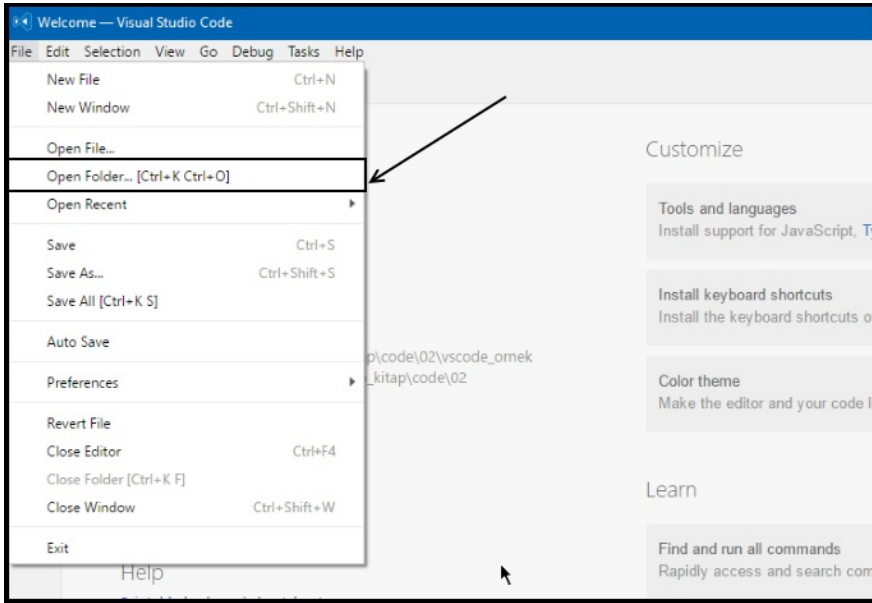 Welcome — Visual Studio Code
File Edit Selection View Go Debug Tasks Help
New File Ctrl+N
New Window Ctrl+Shift+N
Open File...
Open Folder... [Ctrl+K Ctrl+O]
Open Recent
Save Ctrl+S
Save As... Ctrl+Shift+S
Save All [Ctrl+K S]
Auto Save
Preferences
Revert File
Close Editor Ctrl+F4
Close Folder [Ctrl+K F]
Close Window Ctrl+Shift+W
Exit
p\code\02\vscode_ornek
_kitap\code\02
Help
Customize
Tools and languages
Install support for JavaScript,
Install keyboard shortcuts
Install the keyboard shortcuts
Color theme
Make the editor and your code
Learn
Find and run all commands
Rapidly access and search